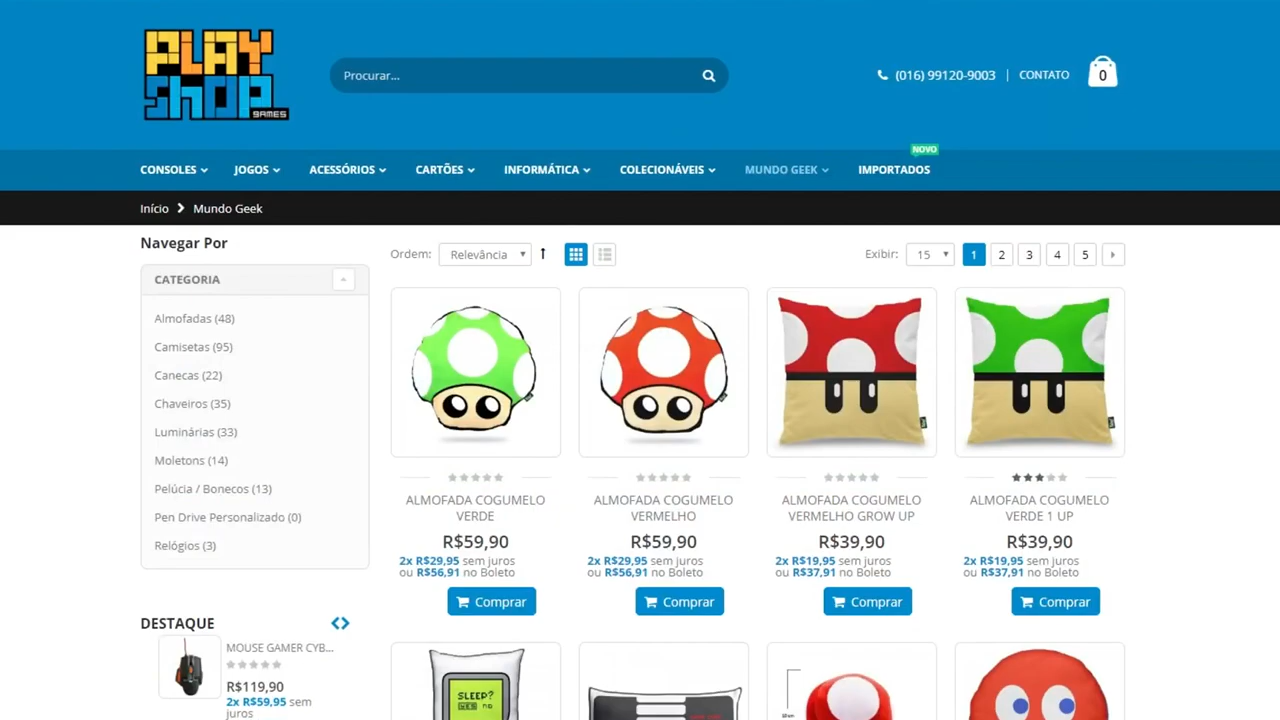 PLAY
SHOP
GAMES
Procurar...
(016) 99120-9003
CONTATO
0
NOVO
CONSOLES
JOGOS
ACESSÓRIOS
CARTÕES
INFORMÁTICA
COLECIONÁVEIS
MUNDO GEEK
IMPORTADOS
Início
Mundo Geek
Navegar Por
CATEGORIA
Almofadas (48)
Camisetas (95)
Canecas (22)
Chaveiros (35)
Luminárias (33)
Moletons (14)
Pelúcia / Bonecos (13)
Pen Drive Personalizado (0)
Relógios (3)
DESTAQUE
MOUSE GAMER CYB...
R$119,90
2x R$59,95 sem
juros
Ordem:
Relevância
Exibir:
15
1
2
3
4
5
ALMOFADA COGUMELO
VERDE
R$59,90
2x R$29,95 sem juros
ou R$56,91 no Boleto
Comprar
ALMOFADA COGUMELO
VERMELHO
R$59,90
2x R$29,95 sem juros
ou R$56,91 no Boleto
Comprar
ALMOFADA COGUMELO
VERMELHO GROW UP
R$39,90
2x R$19,95 sem juros
ou R$37,91 no Boleto
Comprar
ALMOFADA COGUMELO
VERDE 1 UP
R$39,90
2x R$19,95 sem juros
ou R$37,91 no Boleto
Comprar
SLEEP?
YES no